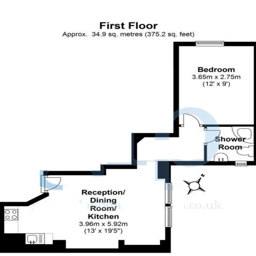 First Floor
Approx. 34.9 sq. metres (375.2 sq. feet)
Bedroom
3.65m x 2.75m
(12' x 9')
Shower
Room
Reception/
Dining
Room/
Kitchen
3.96m x 5.92m
(13' x 19'5")
.co.uk